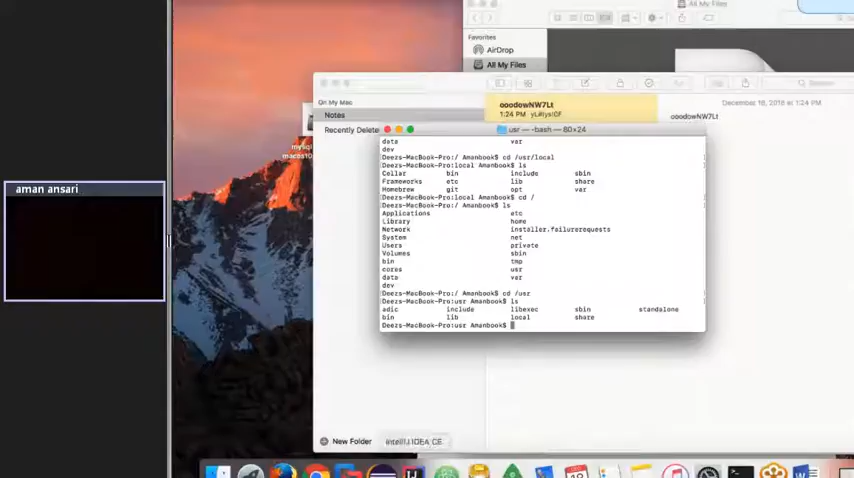 aman ansari
All My Files
Favorites
AirDrop
All My Files
On My Mac
Notes
Recently Delete
ooodowNW7Lt
1:24 PM
December 16, 2016 at 1:24 PM
ooodowNW7Lt
mysql
usr — -bash — 80×24
data var
dev
Deezs-MacBook-Pro:/ Amanbook$ cd /usr/local
Deezs-MacBook-Pro:local Amanbook$ ls
Cellar bin include sbin
Frameworks etc lib share
Homebrew git opt var
Deezs-MacBook-Pro:local Amanbook$ cd /
Deezs-MacBook-Pro:/ Amanbook$ ls
Applications etc
Library home
Network installer.failurerequests
System net
Users private
Volumes sbin
bin tmp
cores usr
data var
dev
Deezs-MacBook-Pro:/ Amanbook$ cd /usr
Deezs-MacBook-Pro:usr Amanbook$ ls
adic include libexec sbin standalone
bin lib local share
Deezs-MacBook-Pro:usr Amanbook$
New Folder
IntelliJ IDEA CE